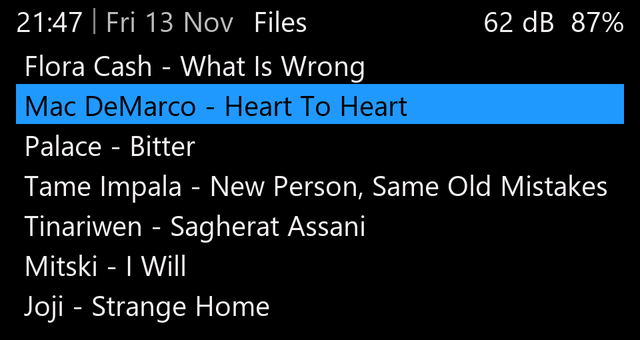 21:47 | Fri 13 Nov Files 62 dB 87%
Flora Cash - What Is Wrong
Mac DeMarco - Heart To Heart
Palace - Bitter
Tame Impala - New Person, Same Old Mistakes
Tinariwen - Sagherat Assani
Mitski - I Will
Joji - Strange Home